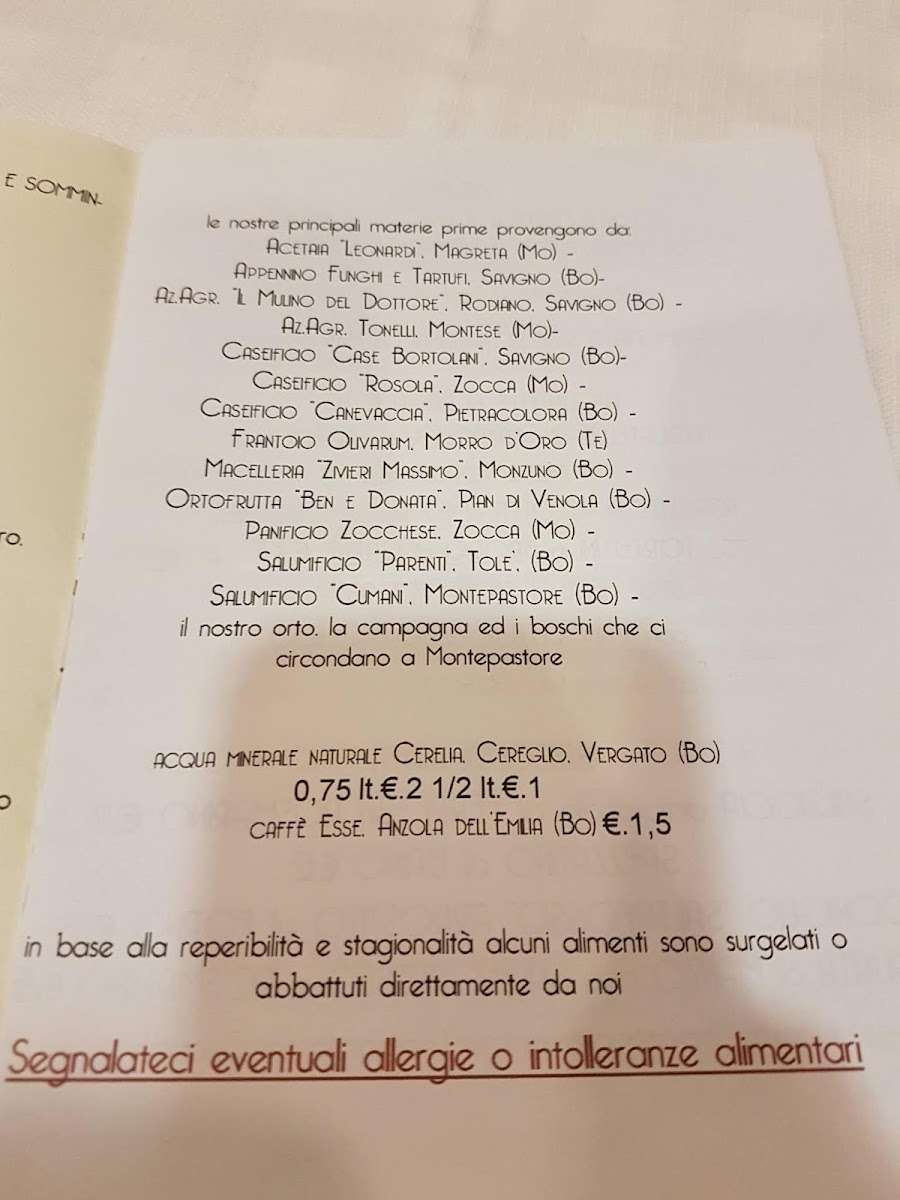 E SOMMIN-
TO.
O
le nostre principali materie prime provengono da:
ACETAIA "LEONARDI", MAGRETA (MO) -
APPENNINO FUNGHI E TARTUFI, SAVIGNO (BO)-
AZ.AGR. "IL MULINO DEL DOTTORE", RODIANO, SAVIGNO (BO) -
AZ.AGR. TONELLI, MONTESE (MO)-
CASEIFICIO "CASE BORTOLANI", SAVIGNO (BO)-
CASEIFICIO "ROSOLA", ZOCCA (MO) -
CASEIFICIO "CANEVACCIA", PIETRACOLORA (BO) -
FRANTOIO OLIVARUM, MORRO D'ORO (TE)
MACELLERIA "ZIVIERI MASSIMO", MONZUNO (BO) -
ORTOFRUTTA "BEN E DONATA", PIAN DI VENOLA (BO) -
PANIFICIO ZOCCHESE, ZOCCA (MO) -
SALUMIFICIO "PARENTI", TOLE', (BO) -
SALUMIFICIO "CUMANI", MONTEPASTORE (BO) -
il nostro orto, la campagna ed i boschi che ci
circondano a Montepastore
ACQUA MINERALE NATURALE CERELIA, CEREGLIO, VERGATO (BO)
0,75 lt.€.2 1/2 lt.€.1
CAFFÈ ESSE, ANZOLA DELL'EMILIA (BO) €.1,5
in base alla reperibilità e stagionalità alcuni alimenti sono surgelati o
abbattuti direttamente da noi
Segnalateci eventuali allergie o intolleranze alimentari